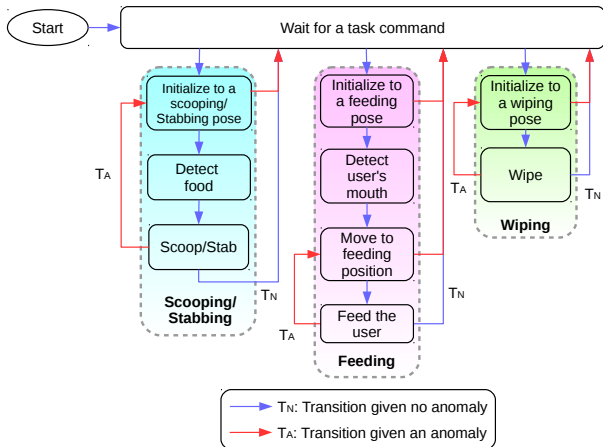 Start
Wait for a task command
Initialize to a
scooping/
Stabbing pose
Detect
food
Scoop/Stab
Scooping/
Stabbing
TA
TN
Initialize to
a feeding
pose
Detect
user's
mouth
Move to
feeding
position
Feed the
user
Feeding
TA
TN
Initialize to
a wiping
pose
Wipe
Wiping
TA
TN
TN: Transition given no anomaly
TA: Transition given an anomaly